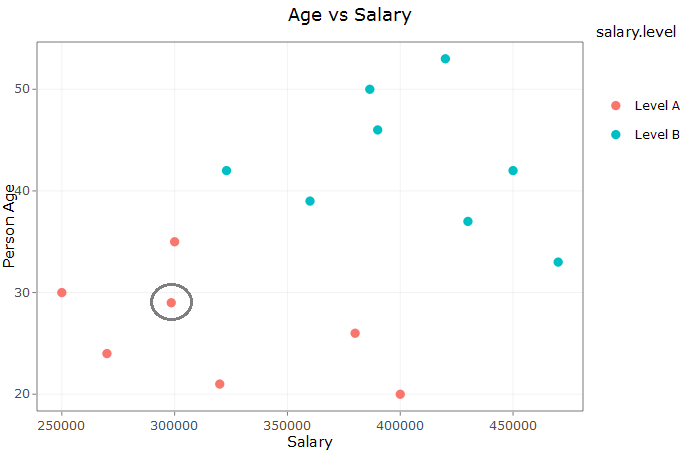 Age vs Salary
salary.level
Level A
Level B
Person Age
50
40
30
20
250000
300000
350000
400000
450000
Salary